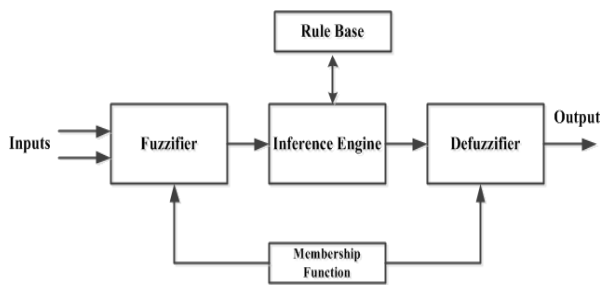 Rule Base
Inputs
Fuzzifier
Inference Engine
Defuzzifier
Output
Membership
Function